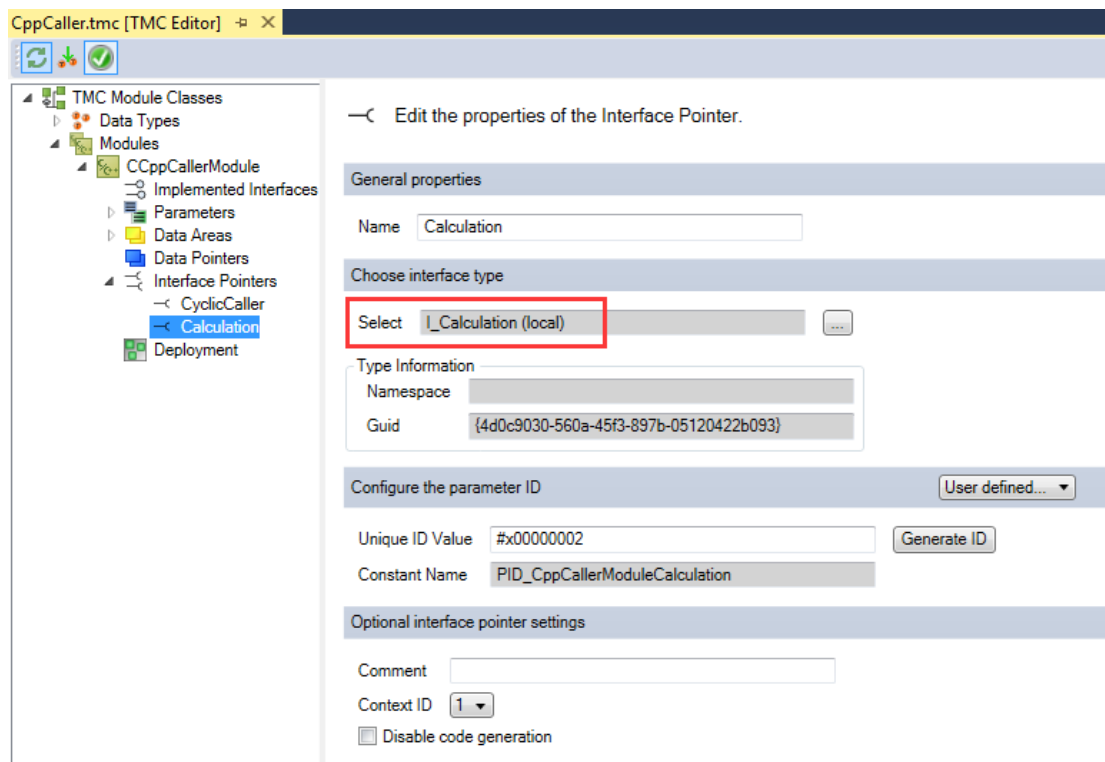 CppCaller.tmc [TMC Editor]
TMC Module Classes
Data Types
Modules
CCppCallerModule
Implemented Interfaces
Parameters
Data Areas
Data Pointers
Interface Pointers
CyclicCaller
Calculation
Deployment
Edit the properties of the Interface Pointer.
General properties
Name Calculation
Choose interface type
Select I_Calculation (local) ...
Type Information
Namespace
Guid {4d0c9030-560a-45f3-897b-05120422b093}
Configure the parameter ID User defined...
Unique ID Value #x00000002 Generate ID
Constant Name PID_CppCallerModuleCalculation
Optional interface pointer settings
Comment
Context ID 1
Disable code generation